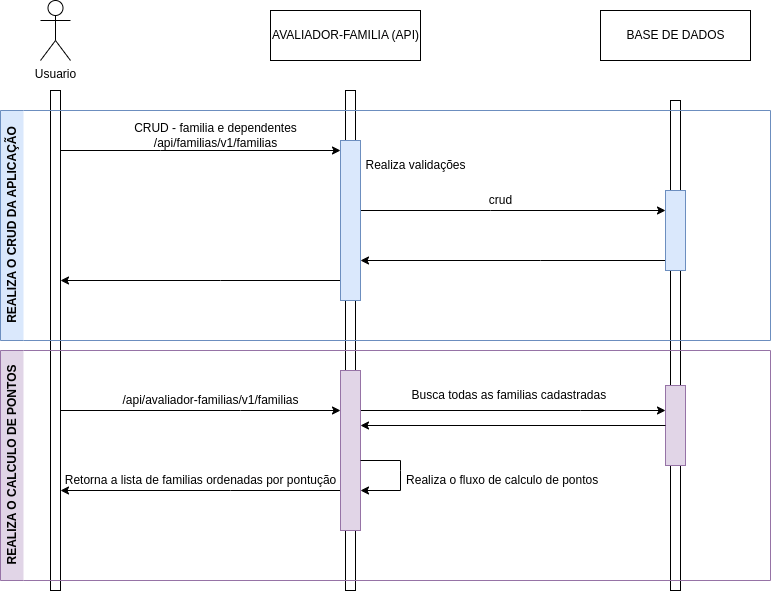 Usuario
AVALIADOR-FAMILIA (API)
BASE DE DADOS
REALIZA O CRUD DA APLICAÇÃO
CRUD - familia e dependentes
/api/familias/v1/familias
Realiza validações
crud
REALIZA O CALCULO DE PONTOS
/api/avaliador-familias/v1/familias
Busca todas as familias cadastradas
Retorna a lista de familias ordenadas por pontução
Realiza o fluxo de calculo de pontos